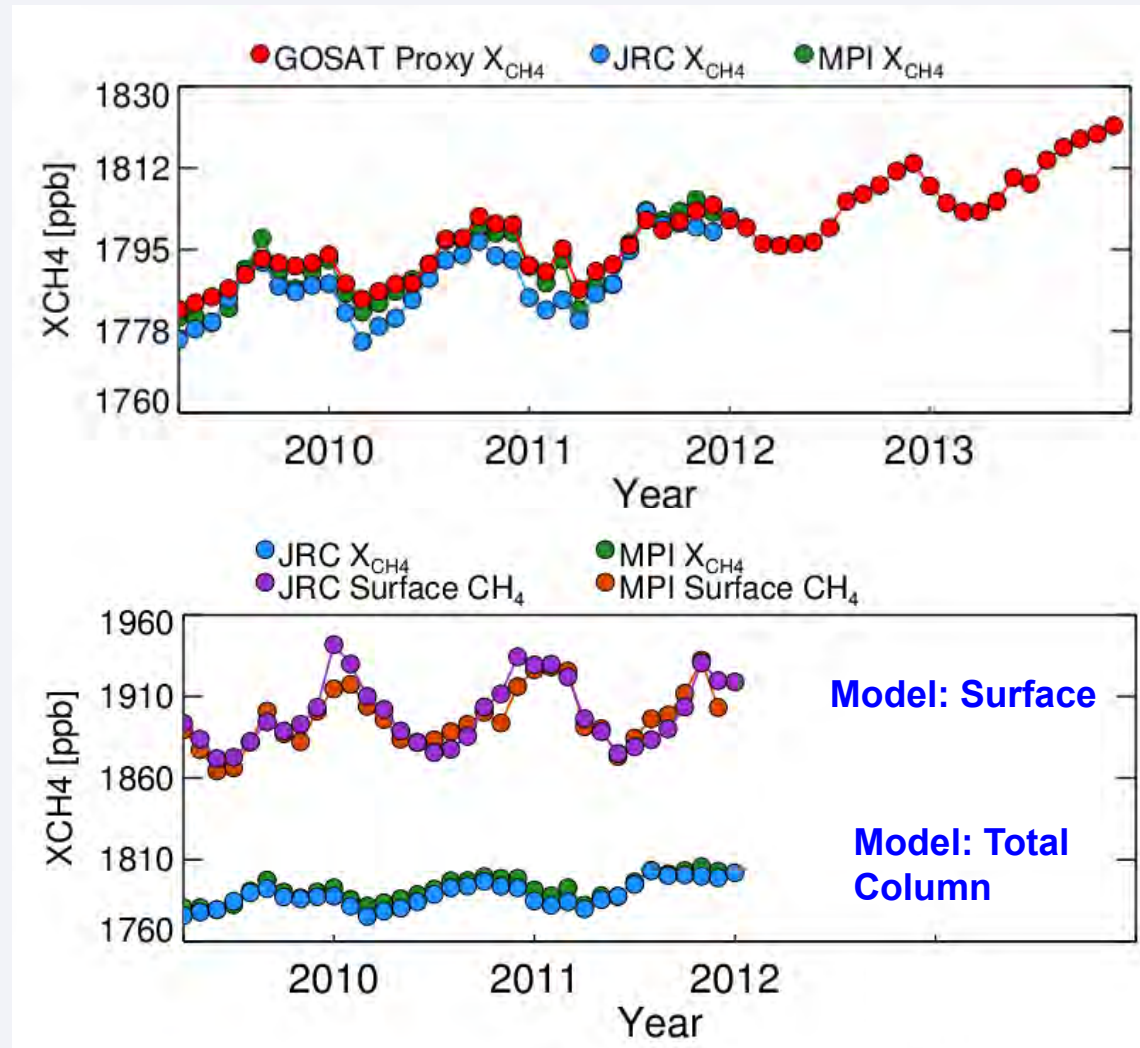 GOSAT Proxy XCH4 JRC XCH4 MPI XCH4
1830
1812
1795
1778
1760
XCH4 [ppb]
2010 2011 2012 2013
Year
JRC XCH4 MPI XCH4
JRC Surface CH4 MPI Surface CH4
1960
1910
1860
1810
1760
XCH4 [ppb]
Model: Surface
Model: Total
Column
2010 2011 2012
Year